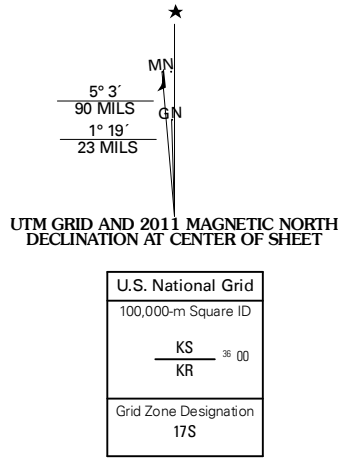 ★
MN
5° 3´
90 MILS
GN
1° 19´
23 MILS
UTM GRID AND 2011 MAGNETIC NORTH
DECLINATION AT CENTER OF SHEET
U.S. National Grid
100,000-m Square ID
KS
36 00
KR
Grid Zone Designation
17S